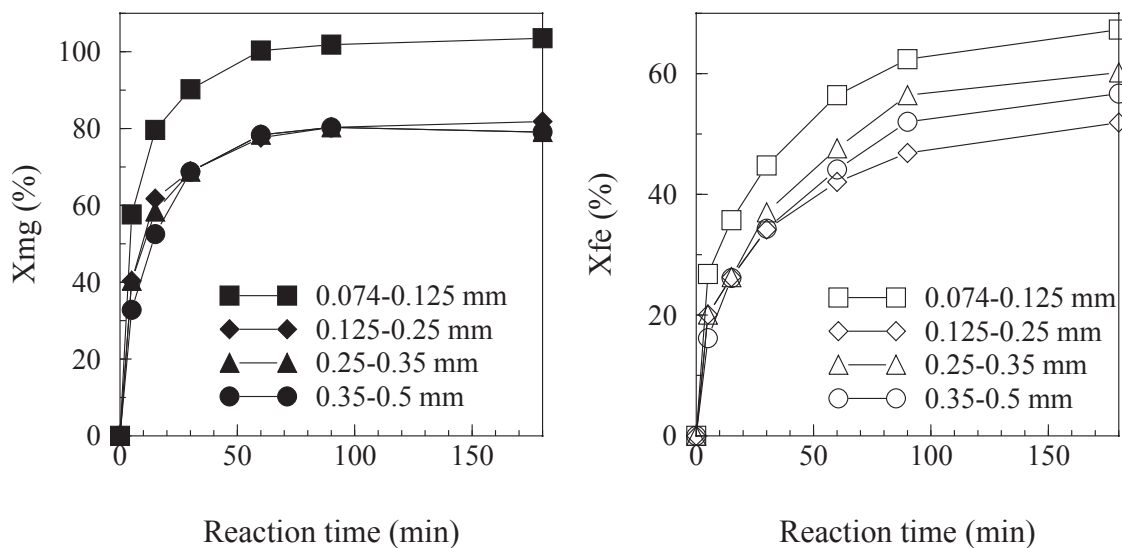 Xmg (%)
100
80
60
40
20
0
0.074-0.125 mm
0.125-0.25 mm
0.25-0.35 mm
0.35-0.5 mm
0 50 100 150
Reaction time (min)
Xfe (%)
60
40
20
0
0.074-0.125 mm
0.125-0.25 mm
0.25-0.35 mm
0.35-0.5 mm
0 50 100 150
Reaction time (min)